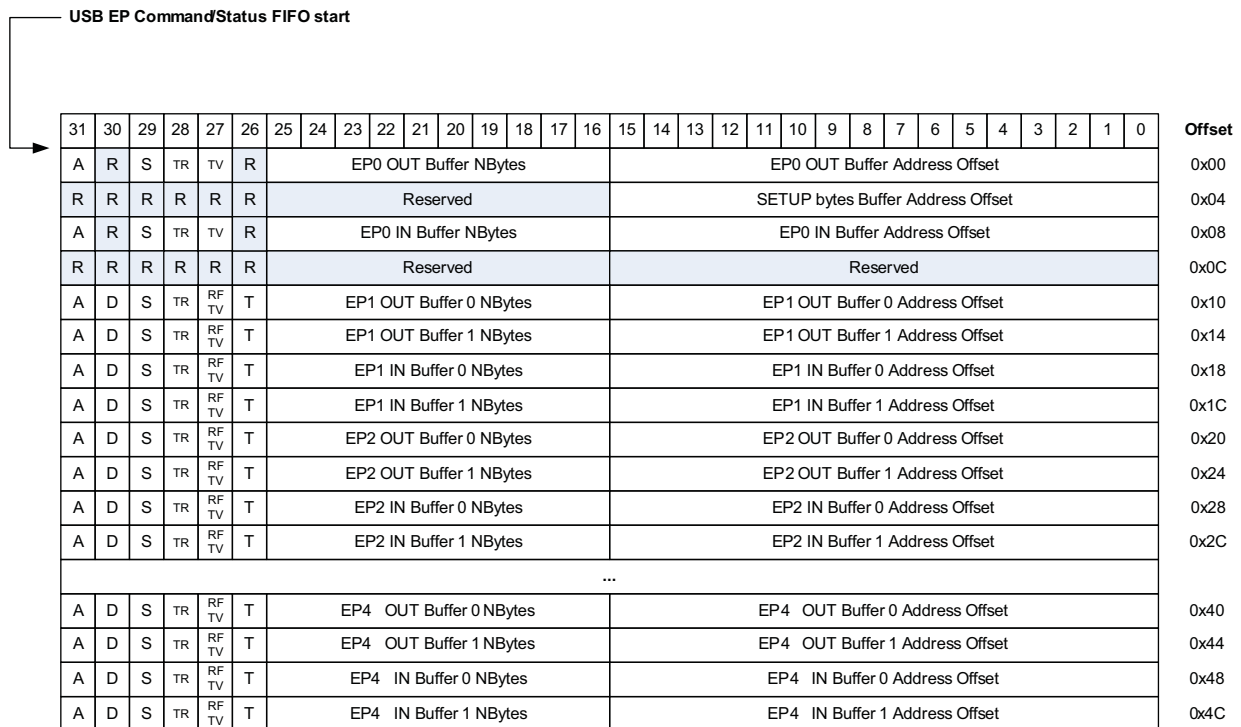 USB EP Command/Status FIFO start
31 30 29 28 27 26 25 24 23 22 21 20 19 18 17 16 15 14 13 12 11 10 9 8 7 6 5 4 3 2 1 0 Offset
A R S TR TV R EP0 OUT Buffer NBytes EP0 OUT Buffer Address Offset 0x00
R R R R R R Reserved SETUP bytes Buffer Address Offset 0x04
A R S TR TV R EP0 IN Buffer NBytes EP0 IN Buffer Address Offset 0x08
R R R R R R Reserved Reserved 0x0C
A D S TR RF TV T EP1 OUT Buffer 0 NBytes EP1 OUT Buffer 0 Address Offset 0x10
A D S TR RF TV T EP1 OUT Buffer 1 NBytes EP1 OUT Buffer 1 Address Offset 0x14
A D S TR RF TV T EP1 IN Buffer 0 NBytes EP1 IN Buffer 0 Address Offset 0x18
A D S TR RF TV T EP1 IN Buffer 1 NBytes EP1 IN Buffer 1 Address Offset 0x1C
A D S TR RF TV T EP2 OUT Buffer 0 NBytes EP2 OUT Buffer 0 Address Offset 0x20
A D S TR RF TV T EP2 OUT Buffer 1 NBytes EP2 OUT Buffer 1 Address Offset 0x24
A D S TR RF TV T EP2 IN Buffer 0 NBytes EP2 IN Buffer 0 Address Offset 0x28
A D S TR RF TV T EP2 IN Buffer 1 NBytes EP2 IN Buffer 1 Address Offset 0x2C
...
A D S TR RF TV T EP4 OUT Buffer 0 NBytes EP4 OUT Buffer 0 Address Offset 0x40
A D S TR RF TV T EP4 OUT Buffer 1 NBytes EP4 OUT Buffer 1 Address Offset 0x44
A D S TR RF TV T EP4 IN Buffer 0 NBytes EP4 IN Buffer 0 Address Offset 0x48
A D S TR RF TV T EP4 IN Buffer 1 NBytes EP4 IN Buffer 1 Address Offset 0x4C